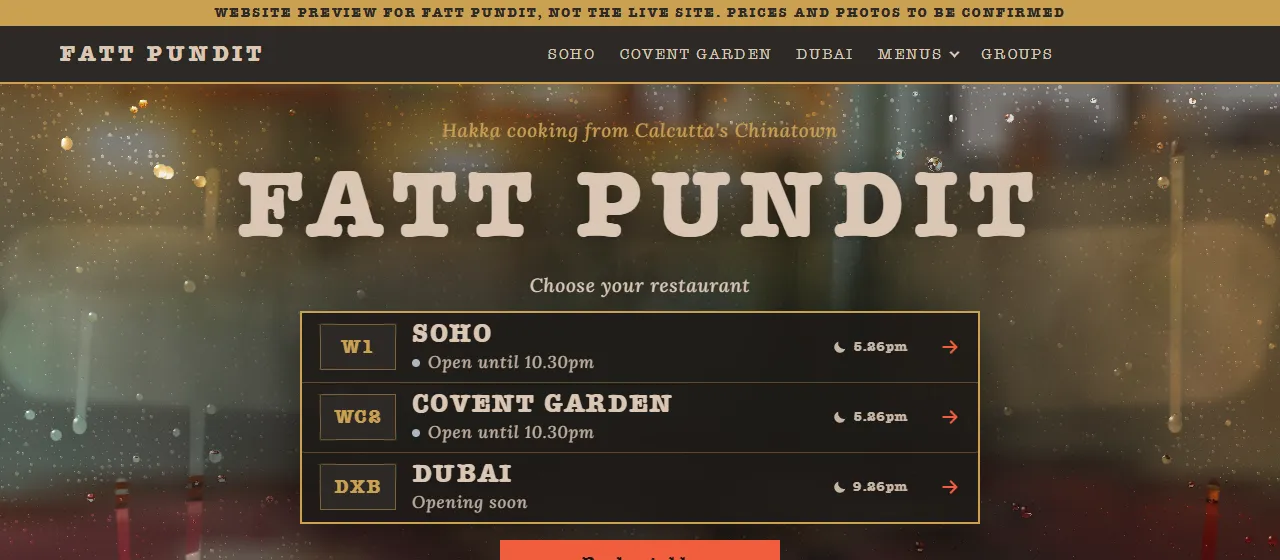 WEBSITE PREVIEW FOR FATT PUNDIT, NOT THE LIVE SITE. PRICES AND PHOTOS TO BE CONFIRMED
FATT PUNDIT SOHO COVENT GARDEN DUBAI MENUS GROUPS
Hakka cooking from Calcutta's Chinatown
FATT PUNDIT
Choose your restaurant
W1 SOHO 5.26pm
Open until 10.30pm
WC2 COVENT GARDEN 5.26pm
Open until 10.30pm
DXB DUBAI 9.26pm
Opening soon